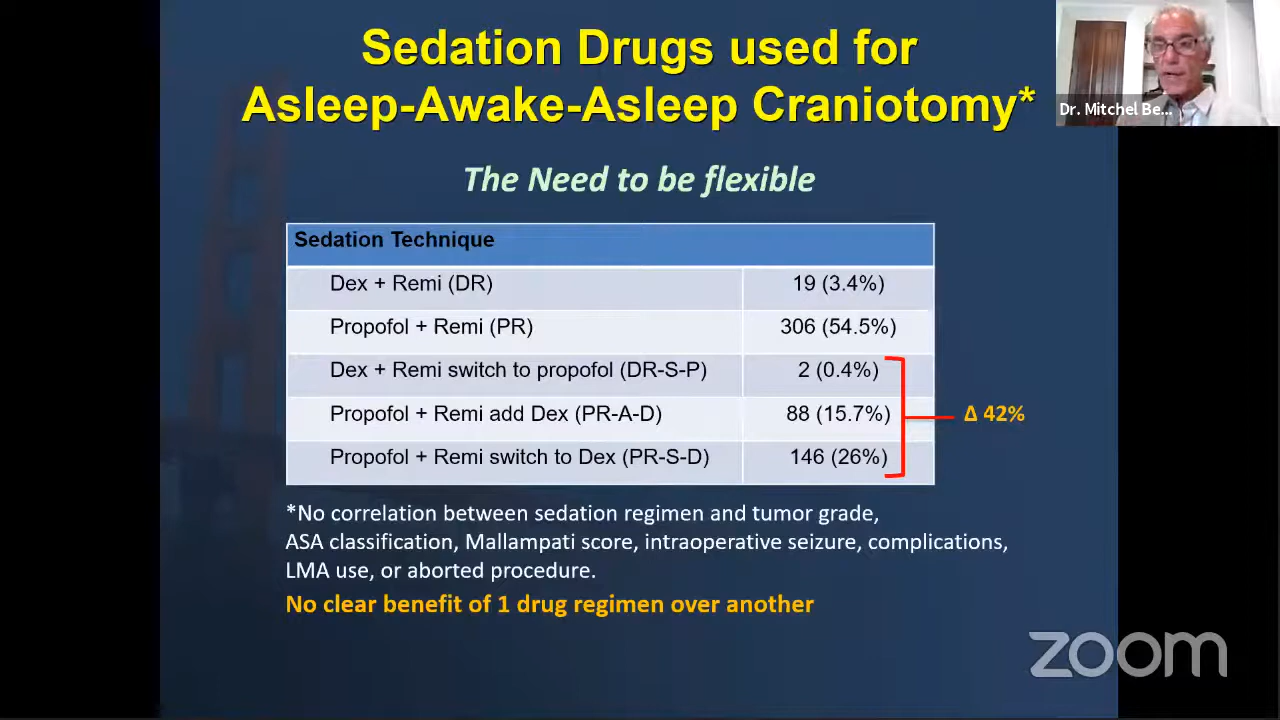 Sedation Drugs used for
Asleep-Awake-Asleep Craniotomy*
Dr. Mitchel Be...
The Need to be flexible
Sedation Technique
Dex + Remi (DR) 19 (3.4%)
Propofol + Remi (PR) 306 (54.5%)
Dex + Remi switch to propofol (DR-S-P) 2 (0.4%)
Propofol + Remi add Dex (PR-A-D) 88 (15.7%)
Δ 42%
Propofol + Remi switch to Dex (PR-S-D) 146 (26%)
*No correlation between sedation regimen and tumor grade,
ASA classification, Mallampati score, intraoperative seizure, complications,
LMA use, or aborted procedure.
No clear benefit of 1 drug regimen over another
zoom